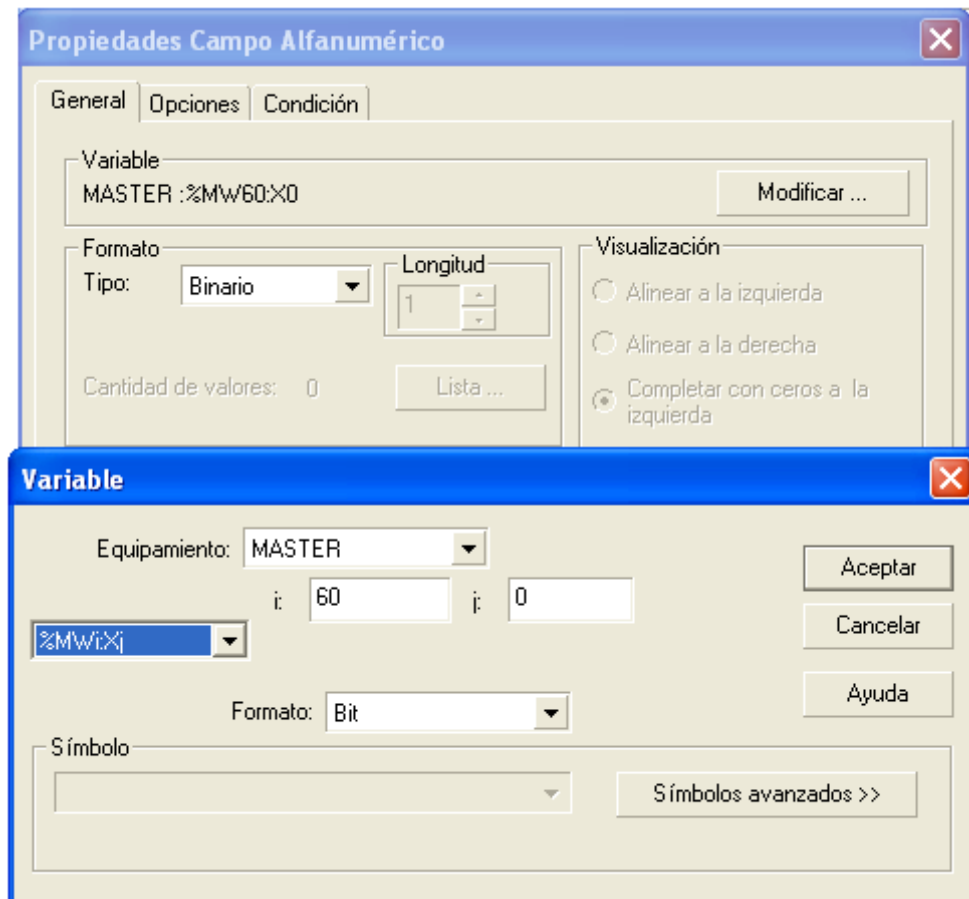 Propiedades Campo Alfanumérico
General Opciones Condición
Variable
MASTER :%MW60:X0 Modificar ...
Formato
Tipo: Binario
Longitud
1
Cantidad de valores: 0 Lista ...
Visualización
Alinear a la izquierda
Alinear a la derecha
Completar con ceros a la
izquierda
Variable
Equipamiento: MASTER
i: 60 j: 0
%MWi:Xj
Formato: Bit
Aceptar
Cancelar
Ayuda
Símbolo
Símbolos avanzados >>